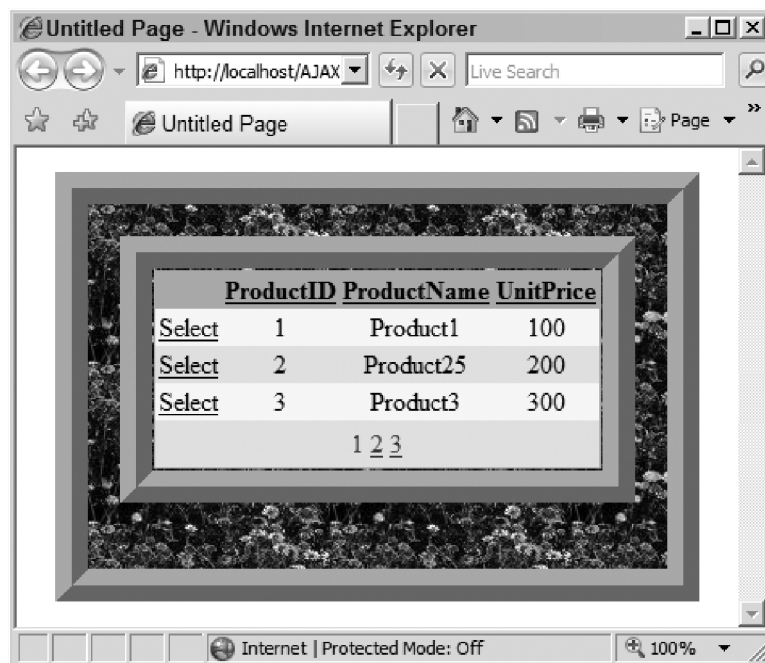 Untitled Page - Windows Internet Explorer
http://localhost/AJAX
Live Search
Untitled Page
Page
ProductID ProductName UnitPrice
Select 1 Product1 100
Select 2 Product25 200
Select 3 Product3 300
1 2 3
Internet | Protected Mode: Off
100%